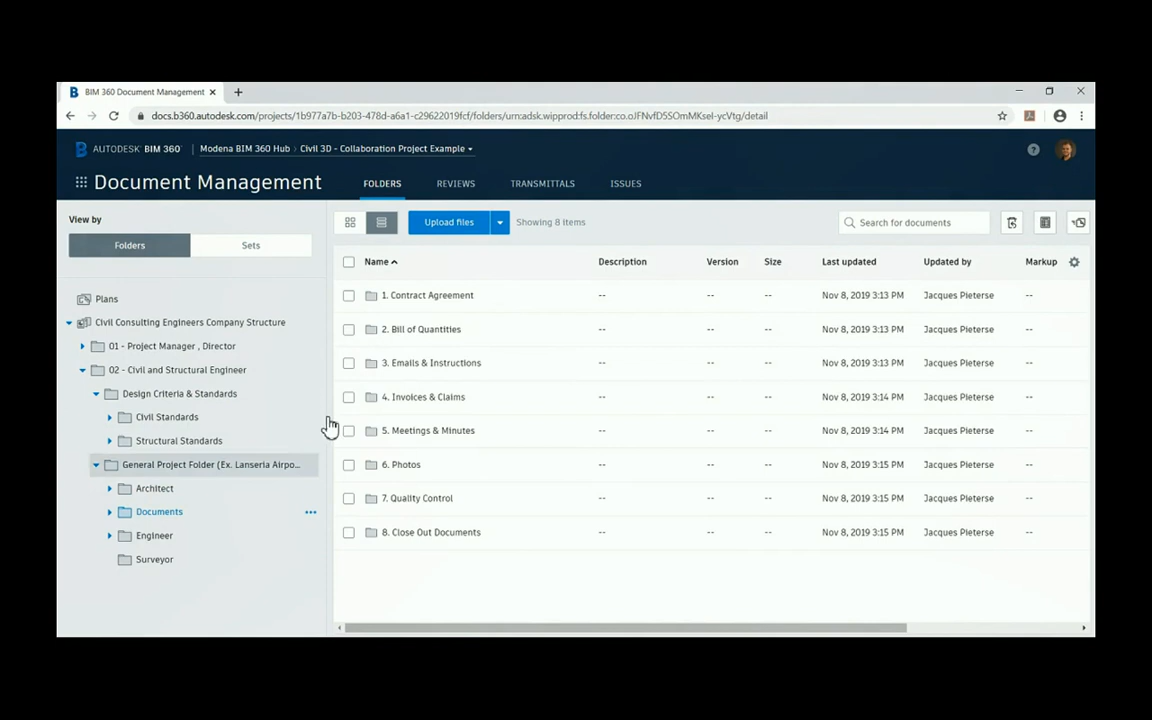 BIM 360 Document Management
docs.b360.autodesk.com/projects/1b977a7b-b203-478d-a6a1-c29622019fcf/folders/urn:adsk.wipprod:fs.folder:co.oJFNvfD5SOmMKseI-ycVtg/detail
AUTODESK BIM 360 | Modena BIM 360 Hub > Civil 3D - Collaboration Project Example
Document Management FOLDERS REVIEWS TRANSMITTALS ISSUES
View by
Folders Sets
Plans
Civil Consulting Engineers Company Structure
01 - Project Manager , Director
02 - Civil and Structural Engineer
Design Criteria & Standards
Civil Standards
Structural Standards
General Project Folder (Ex. Lanseria Airpo...
Architect
Documents
Engineer
Surveyor
Upload files Showing 8 items Search for documents
Name Description Version Size Last updated Updated by Markup
1. Contract Agreement -- -- -- Nov 8, 2019 3:13 PM Jacques Pieterse --
2. Bill of Quantities -- -- -- Nov 8, 2019 3:13 PM Jacques Pieterse --
3. Emails & Instructions -- -- -- Nov 8, 2019 3:13 PM Jacques Pieterse --
4. Invoices & Claims -- -- -- Nov 8, 2019 3:14 PM Jacques Pieterse --
5. Meetings & Minutes -- -- -- Nov 8, 2019 3:14 PM Jacques Pieterse --
6. Photos -- -- -- Nov 8, 2019 3:15 PM Jacques Pieterse --
7. Quality Control -- -- -- Nov 8, 2019 3:15 PM Jacques Pieterse --
8. Close Out Documents -- -- -- Nov 8, 2019 3:15 PM Jacques Pieterse --